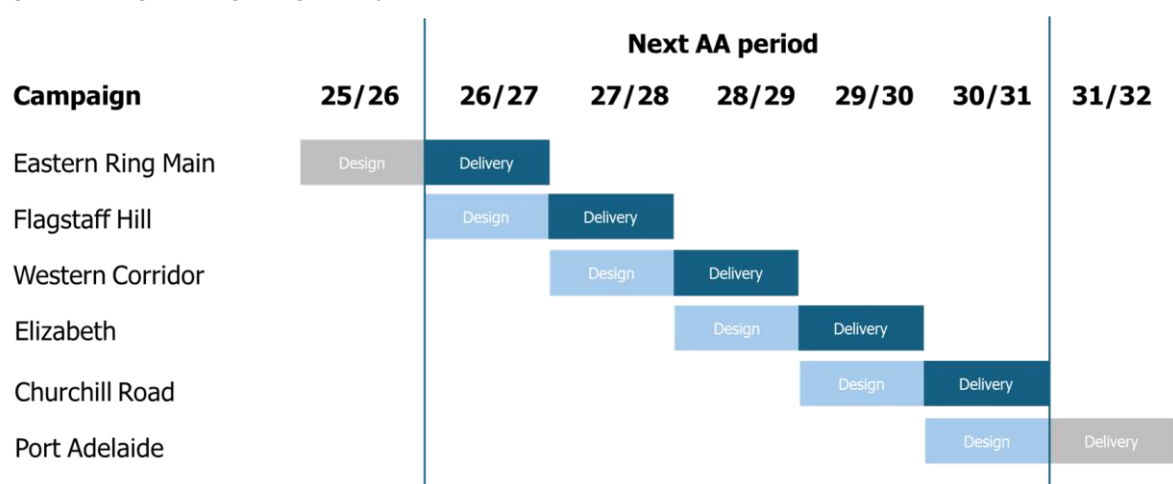 Next AA period
Campaign 25/26 26/27 27/28 28/29 29/30 30/31 31/32
Eastern Ring Main Design Delivery
Flagstaff Hill Design Delivery
Western Corridor Design Delivery
Elizabeth Design Delivery
Churchill Road Design Delivery
Port Adelaide Design Delivery